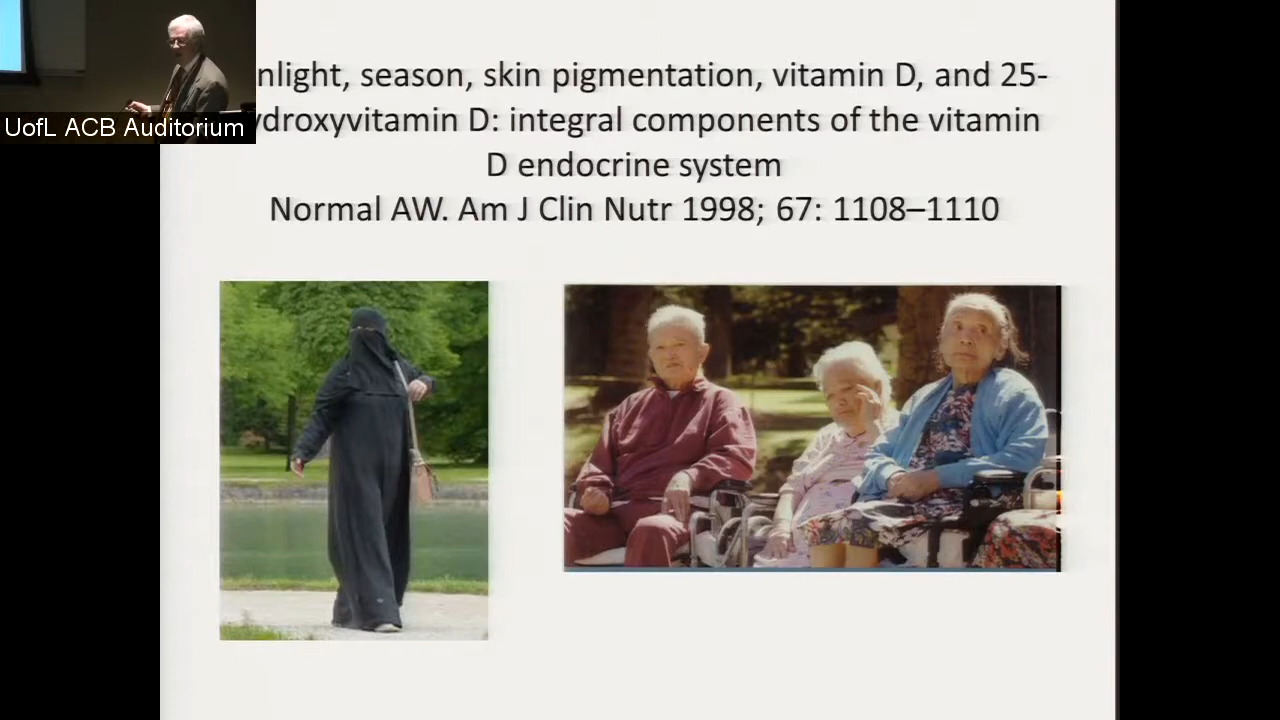 nlight, season, skin pigmentation, vitamin D, and 25-
UofL ACB Auditorium
ydroxyvitamin D: integral components of the vitamin
D endocrine system
Normal AW. Am J Clin Nutr 1998; 67: 1108–1110